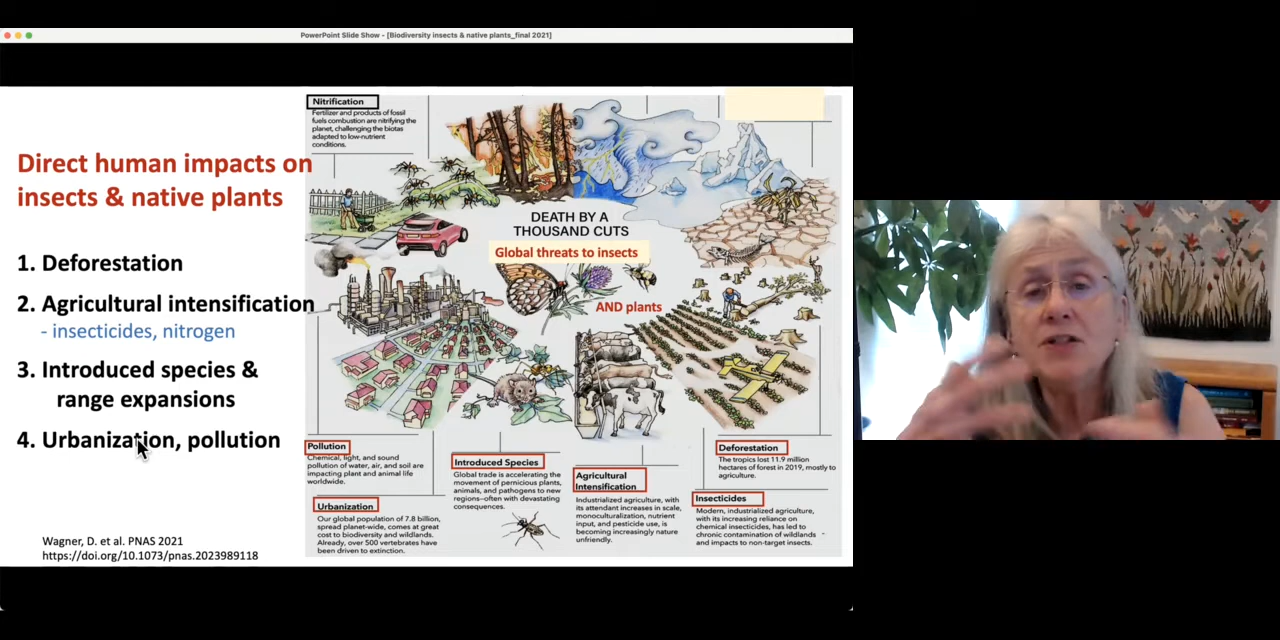 PowerPoint Slide Show - [Biodiversity insects & native plants_final 2021]
Direct human impacts on
insects & native plants
1. Deforestation
2. Agricultural intensification
- insecticides, nitrogen
3. Introduced species &
range expansions
4. Urbanization, pollution
Wagner, D. et al. PNAS 2021
https://doi.org/10.1073/pnas.2023989118
Nitrification
Fertilizer and products of fossil
fuels combustion are nitrifying the
planet, challenging the biotas
adapted to low-nutrient
conditions.
DEATH BY A
THOUSAND CUTS
Global threats to insects
AND plants
Pollution
Chemical, light, and sound
pollution of water, air, and soil are
impacting plant and animal life
worldwide.
Urbanization
Our global population of 7.8 billion,
spread planet-wide, comes at great
cost to biodiversity and wildlands.
Already, over 500 vertebrates have
been driven to extinction.
Introduced Species
Global trade is accelerating the
movement of pernicious plants,
animals, and pathogens to new
regions—often with devastating
consequences.
Agricultural
Intensification
Industrialized agriculture, with
its attendant increases in scale,
monoculturalization, nutrient
input, and pesticide use, is
becoming increasingly nature
unfriendly.
Deforestation
The tropics lost 11.9 million
hectares of forest in 2019, mostly to
agriculture.
Insecticides
Modern, industrialized agriculture,
with its increasing reliance on
chemical insecticides, has led to
chronic contamination of wildlands
and impacts to non-target insects.